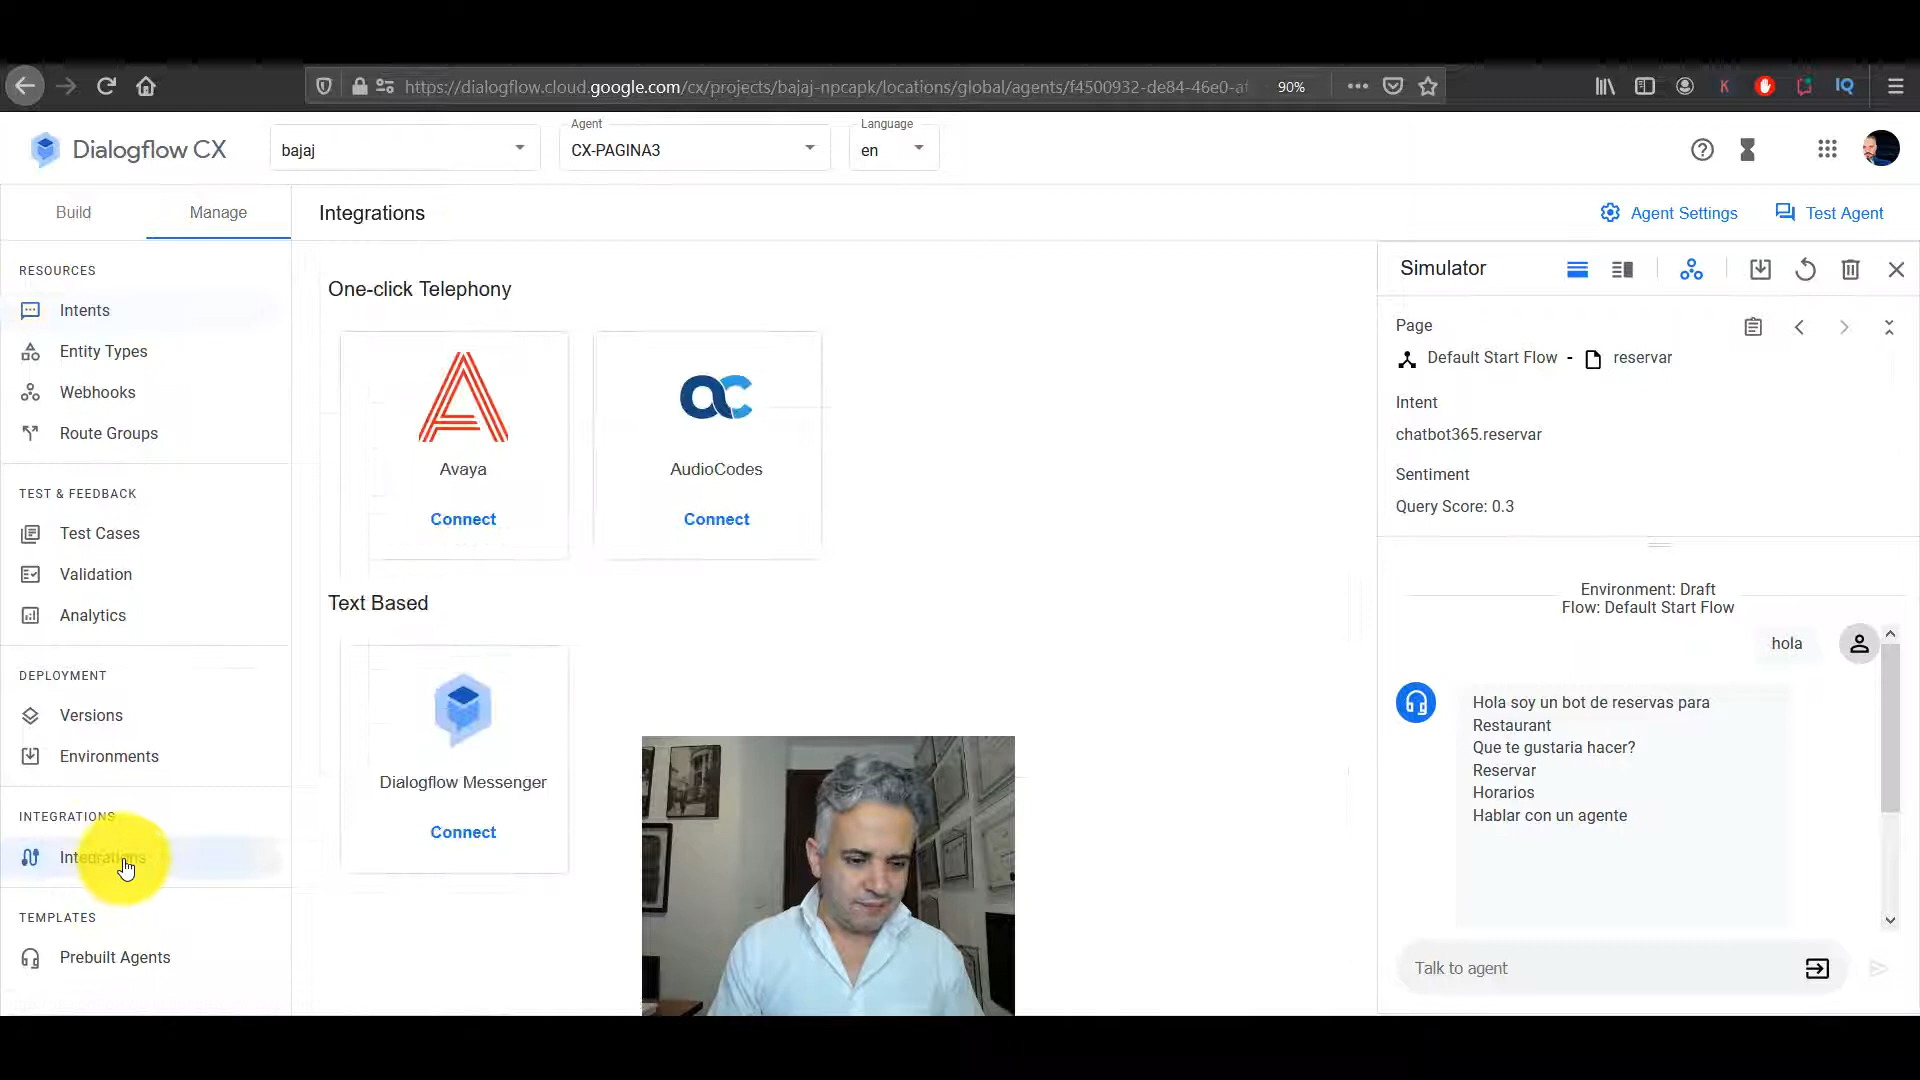 https://dialogflow.cloud.google.com/cx/projects/bajaj-npcapk/locations/global/agents/f4500932-de84-46e0-af
90%
K
IQ
Dialogflow CX
bajaj
Agent
CX-PAGINA3
Language
en
Build
Manage
Integrations
Agent Settings
Test Agent
RESOURCES
Intents
Entity Types
Webhooks
Route Groups
TEST & FEEDBACK
Test Cases
Validation
Analytics
DEPLOYMENT
Versions
Environments
INTEGRATIONS
Integrations
TEMPLATES
Prebuilt Agents
One-click Telephony
Avaya
Connect
AudioCodes
Connect
Text Based
Dialogflow Messenger
Connect
Simulator
Page
Default Start Flow - reservar
Intent
chatbot365.reservar
Sentiment
Query Score: 0.3
Environment: Draft
Flow: Default Start Flow
hola
Hola soy un bot de reservas para
Restaurant
Que te gustaria hacer?
Reservar
Horarios
Hablar con un agente
Talk to agent